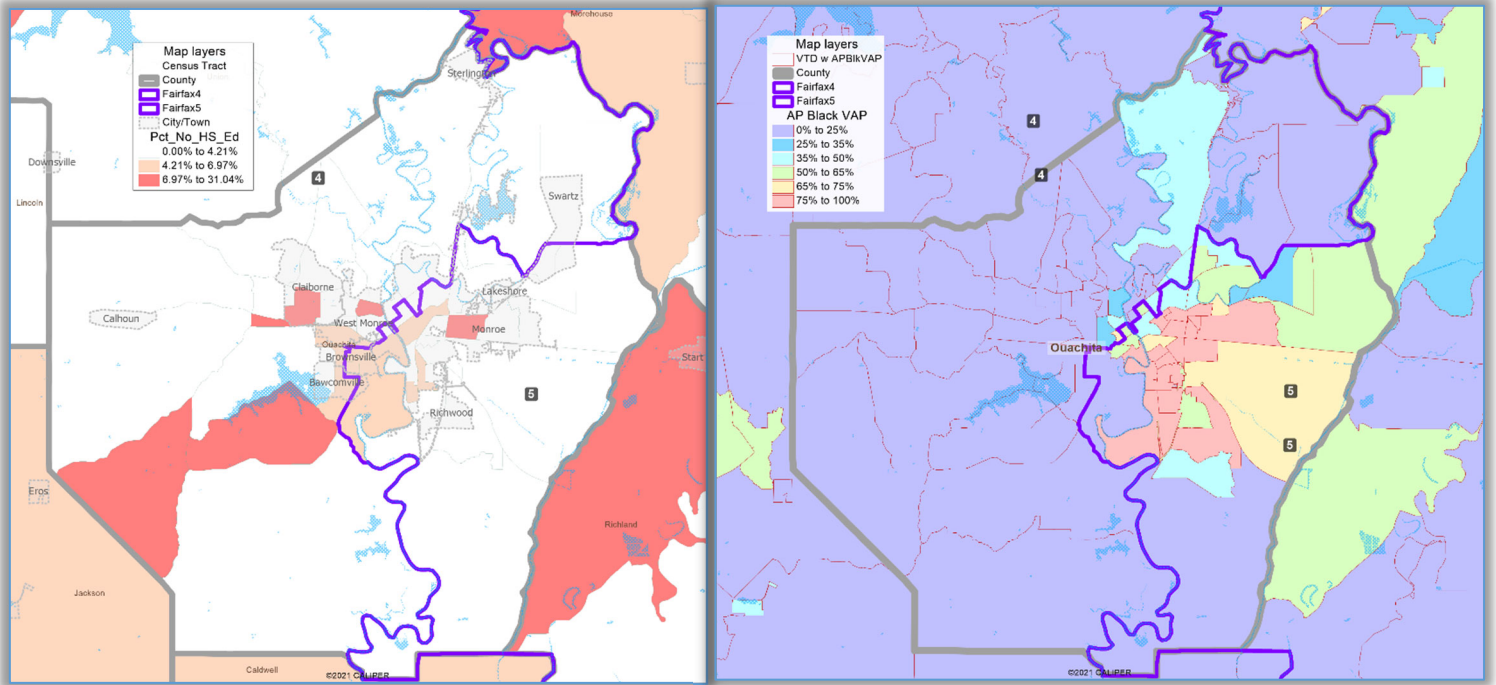 Morehouse
Map layers
Census Tract
County
Fairfax4
Fairfax5
City/Town
Pct_No_HS_Ed
0.00% to 4.21%
4.21% to 6.97%
6.97% to 31.04%
Sterlington
Downsville
4
Lincoln
Swartz
Claiborne
Lakeshore
Calhoun
West Monroe
Monroe
Ouachita
Brownsville
Start
Bawcomville
5
Richwood
Eros
Richland
Jackson
Caldwell
©2021 CALIPER
Map layers
VTD w APBlkVAP
County
Fairfax4
Fairfax5
AP Black VAP
0% to 25%
25% to 35%
35% to 50%
50% to 65%
65% to 75%
75% to 100%
4
4
Ouachita
5
5
©2021 CALIPER